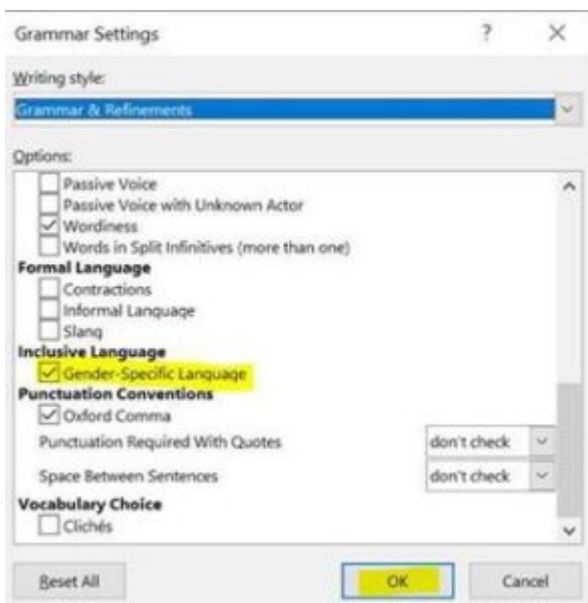 Grammar Settings ? ×
Writing style:
Grammar & Refinements
Options:
Passive Voice
Passive Voice with Unknown Actor
Wordiness
Words in Split Infinitives (more than one)
Formal Language
Contractions
Informal Language
Slang
Inclusive Language
Gender-Specific Language
Punctuation Conventions
Oxford Comma
Punctuation Required With Quotes don't check
Space Between Sentences don't check
Vocabulary Choice
Clichés
Reset All OK Cancel